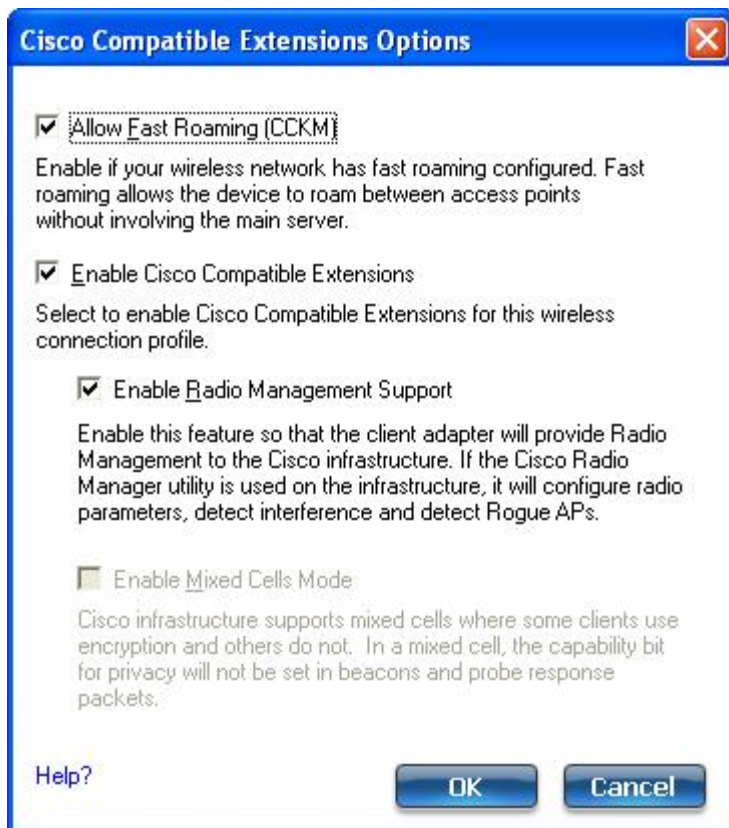 Cisco Compatible Extensions Options
Allow Fast Roaming (CCKM)
Enable if your wireless network has fast roaming configured. Fast
roaming allows the device to roam between access points
without involving the main server.
Enable Cisco Compatible Extensions
Select to enable Cisco Compatible Extensions for this wireless
connection profile.
Enable Radio Management Support
Enable this feature so that the client adapter will provide Radio
Management to the Cisco infrastructure. If the Cisco Radio
Manager utility is used on the infrastructure, it will configure radio
parameters, detect interference and detect Rogue APs.
Enable Mixed Cells Mode
Cisco infrastructure supports mixed cells where some clients use
encryption and others do not.  In a mixed cell, the capability bit
for privacy will not be set in beacons and probe response
packets.
Help?
OK
Cancel